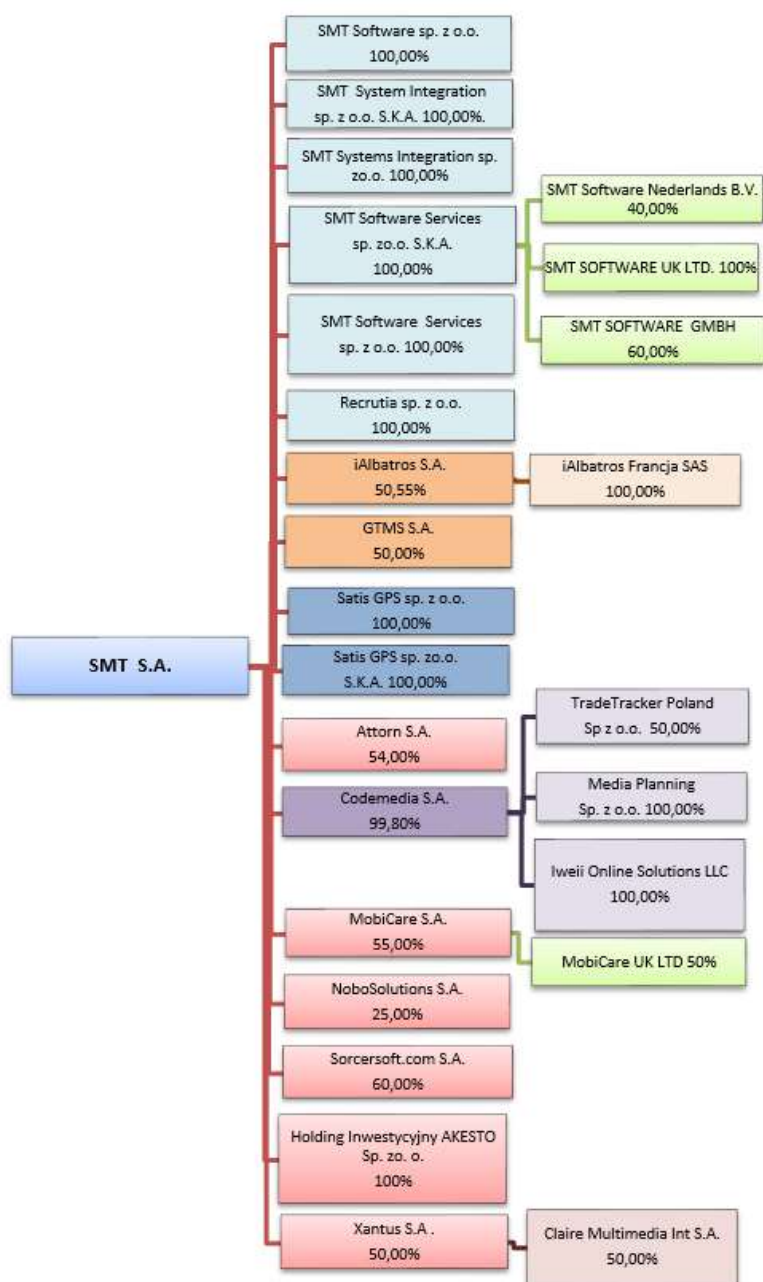 SMT Software sp. z o.o.
100,00%
SMT System Integration
sp. z o.o. S.K.A. 100,00%.
SMT Systems Integration sp.
zo.o. 100,00%
SMT Software Services
sp. zo.o. S.K.A.
100,00%
SMT Software Nederlands B.V.
40,00%
SMT SOFTWARE UK LTD. 100%
SMT SOFTWARE GMBH
60,00%
SMT Software Services
sp. z o.o. 100,00%
Recrutia sp. z o.o.
100,00%
iAlbatros S.A.
50,55%
iAlbatros Francja SAS
100,00%
GTMS S.A.
50,00%
Satis GPS sp. z o.o.
100,00%
SMT S.A.
Satis GPS sp. zo.o.
S.K.A. 100,00%
Attorn S.A.
54,00%
Codemedia S.A.
99,80%
TradeTracker Poland
Sp z o.o. 50,00%
Media Planning
Sp. z o.o. 100,00%
Iweii Online Solutions LLC
100,00%
MobiCare S.A.
55,00%
MobiCare UK LTD 50%
NoboSolutions S.A.
25,00%
Sorcersoft.com S.A.
60,00%
Holding Inwestycyjny AKESTO
Sp. zo. o.
100%
Xantus S.A .
50,00%
Claire Multimedia Int S.A.
50,00%